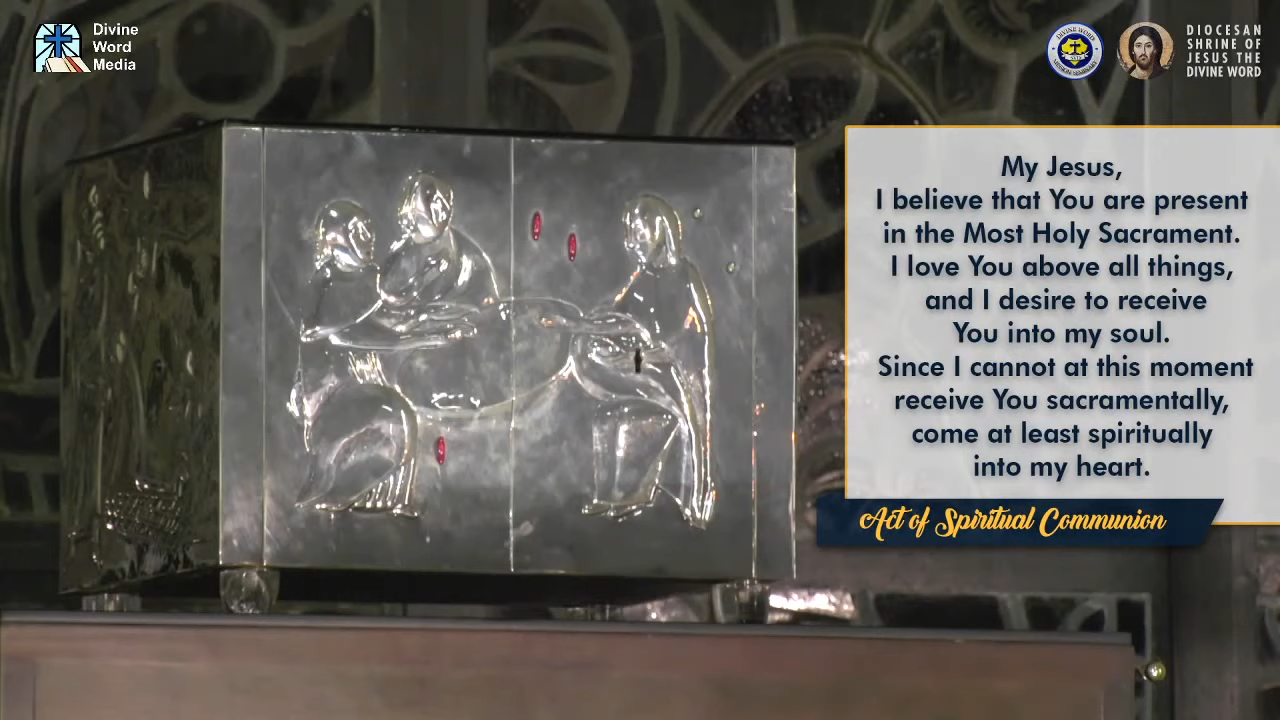 Divine
Word
Media
DIOCESAN
SHRINE OF
JESUS THE
DIVINE WORD
My Jesus,
I believe that You are present
in the Most Holy Sacrament.
I love You above all things,
and I desire to receive
You into my soul.
Since I cannot at this moment
receive You sacramentally,
come at least spiritually
into my heart.
Act of Spiritual Communion